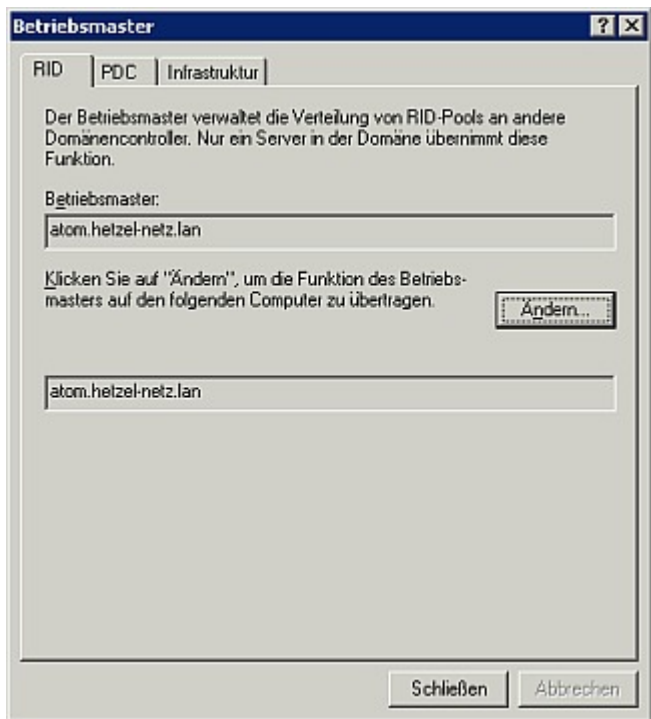 Betriebsmaster
RID
PDC
Infrastruktur
Der Betriebsmaster verwaltet die Verteilung von RID-Pools an andere
Domänencontroller. Nur ein Server in der Domäne übernimmt diese
Funktion.
Betriebsmaster:
atom.hetzel-netz.lan
Klicken Sie auf "Ändern", um die Funktion des Betriebs-
masters auf den folgenden Computer zu übertragen.
Ändern...
atom.hetzel-netz.lan
Schließen
Abbrechen